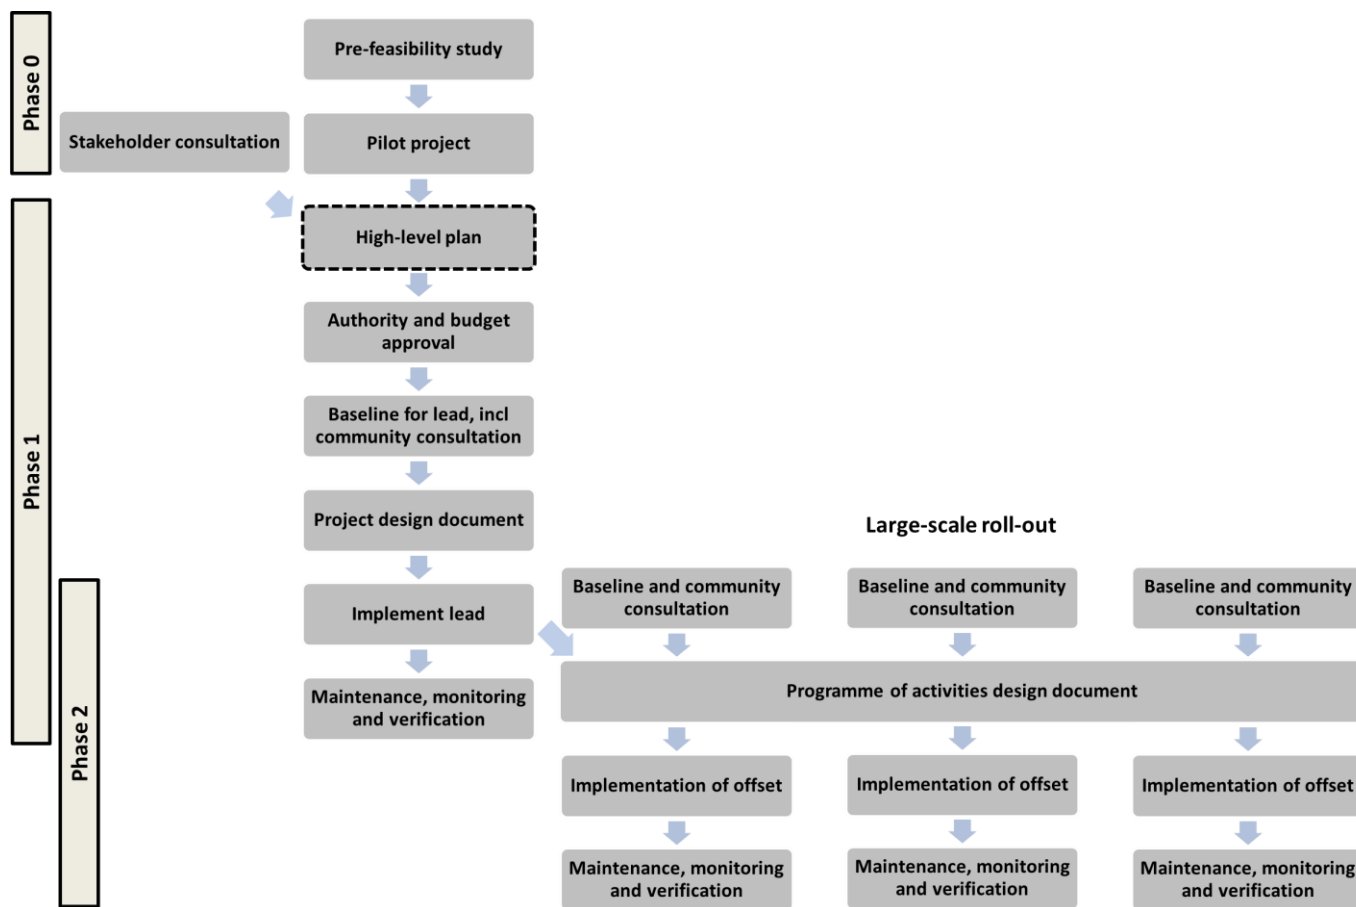 Phase 0
Pre-feasibility study
Stakeholder consultation
Pilot project
Phase 1
High-level plan
Authority and budget
approval
Baseline for lead, incl
community consultation
Project design document
Implement lead
Maintenance, monitoring
and verification
Phase 2
Large-scale roll-out
Baseline and community
consultation
Baseline and community
consultation
Baseline and community
consultation
Programme of activities design document
Implementation of offset
Implementation of offset
Implementation of offset
Maintenance, monitoring
and verification
Maintenance, monitoring
and verification
Maintenance, monitoring
and verification